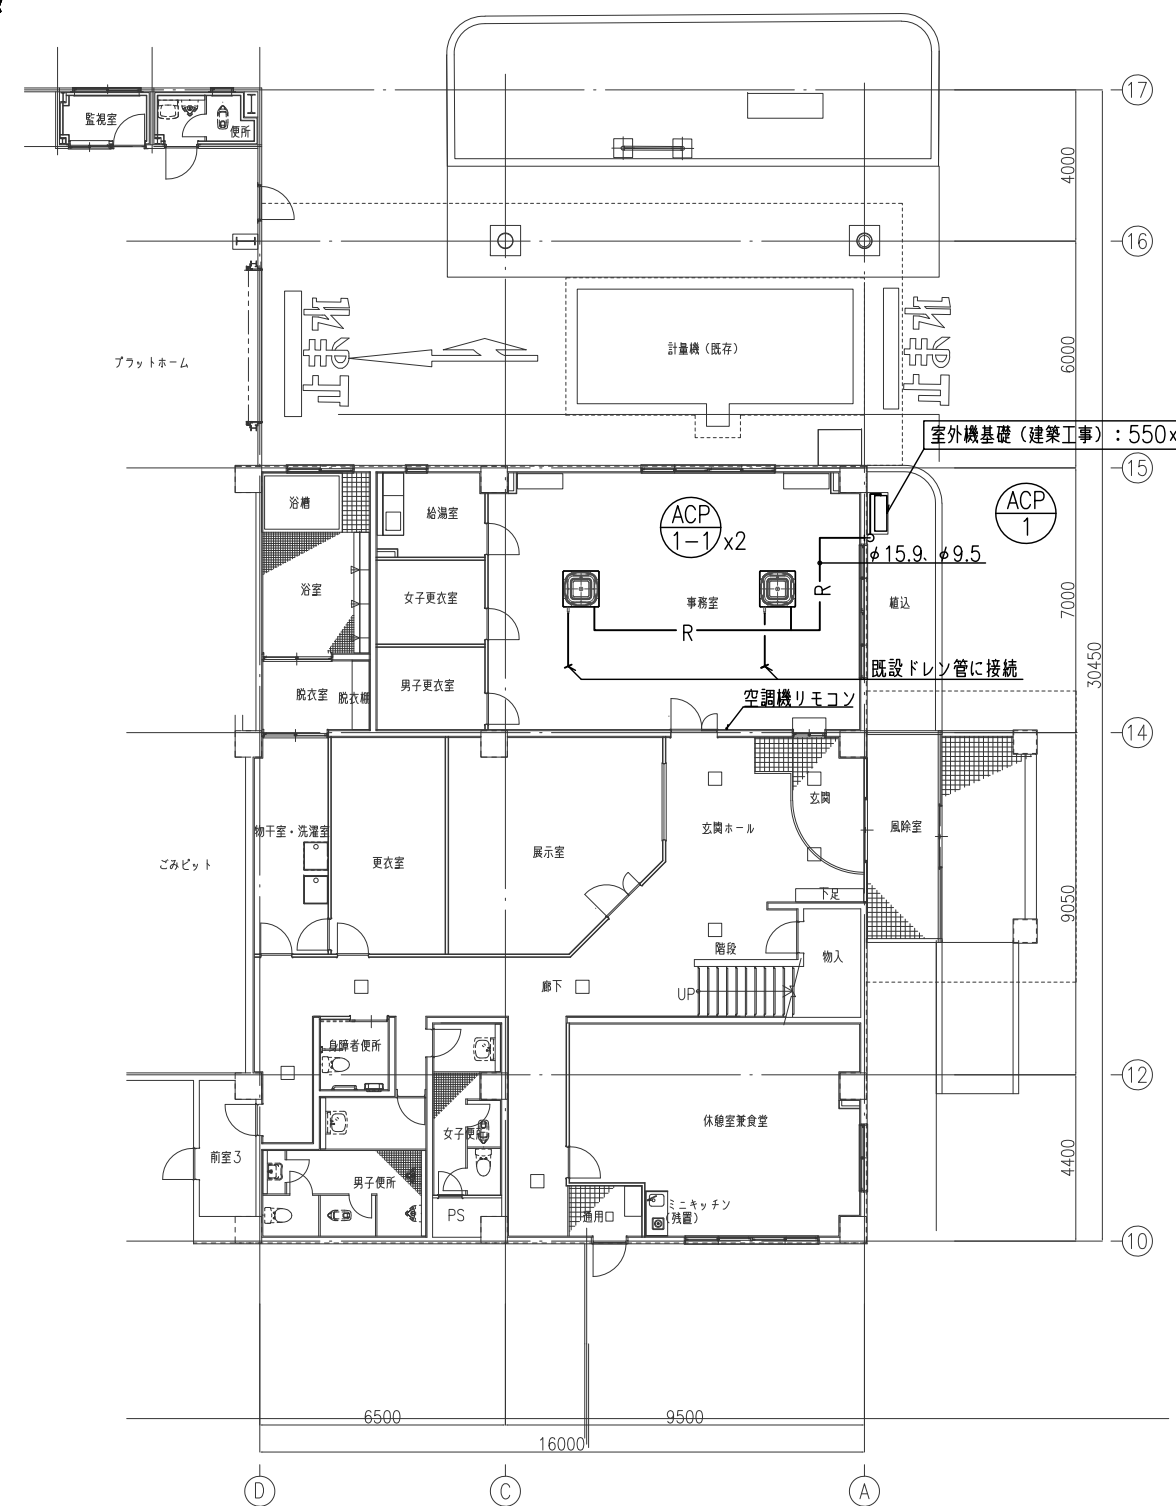 17
監視室
便所
4000
16
プラットホーム
計量機（既存）
6000
室外機基礎（建築工事）：550x
15
浴槽
給湯室
ACP
1-1 x2
ACP
1
φ15.9、φ9.5
浴室
女子更衣室
事務室
R
植込
7000
R
30450
脱衣室
脱衣棚
男子更衣室
既設ドレン管に接続
空調機リモコン
14
玄関
玄関ホール
風除室
物干室・洗濯室
ごみピット
更衣室
展示室
下足
9050
階段
物入
廊下
UP
身障者便所
12
休憩室兼食堂
女子便所
前室3
男子便所
4400
PS
通用口
ミニキッチン
（残置）
10
6500
9500
16000
D
C
A